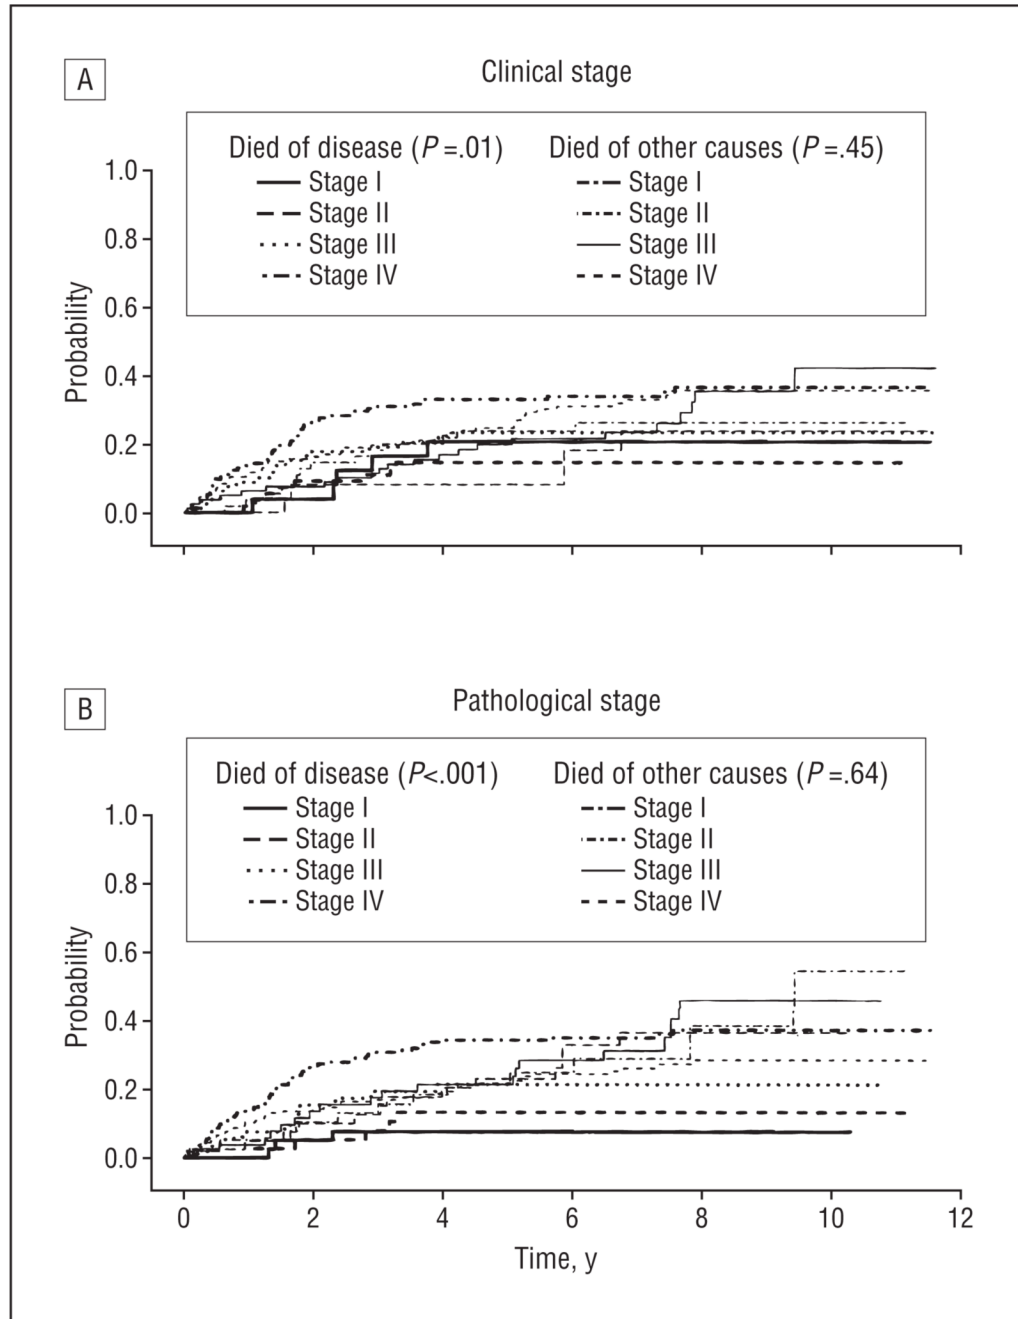 A
Clinical stage
Died of disease (P=.01) Died of other causes (P=.45)
Stage I Stage I
Stage II Stage II
Stage III Stage III
Stage IV Stage IV
Probability
1.0
0.8
0.6
0.4
0.2
0.0
B
Pathological stage
Died of disease (P<.001) Died of other causes (P=.64)
Stage I Stage I
Stage II Stage II
Stage III Stage III
Stage IV Stage IV
Probability
1.0
0.8
0.6
0.4
0.2
0.0
0 2 4 6 8 10 12
Time, y